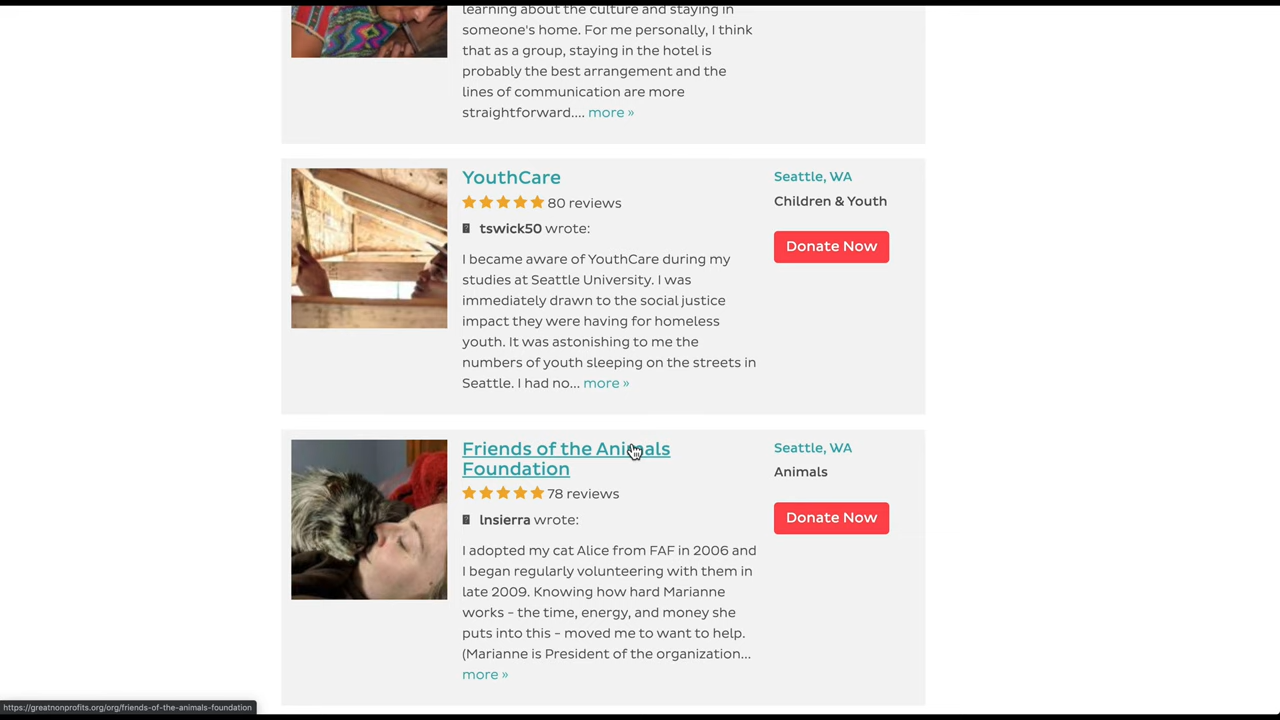 learning about the culture and staying in
someone's home. For me personally, I think
that as a group, staying in the hotel is
probably the best arrangement and the
lines of communication are more
straightforward.... more »
YouthCare
80 reviews
tswick50 wrote:
I became aware of YouthCare during my
studies at Seattle University. I was
immediately drawn to the social justice
impact they were having for homeless
youth. It was astonishing to me the
numbers of youth sleeping on the streets in
Seattle. I had no... more »
Seattle, WA
Children & Youth
Donate Now
Friends of the Animals
Foundation
78 reviews
lnsierra wrote:
I adopted my cat Alice from FAF in 2006 and
I began regularly volunteering with them in
late 2009. Knowing how hard Marianne
works - the time, energy, and money she
puts into this - moved me to want to help.
(Marianne is President of the organization...
more »
Seattle, WA
Animals
Donate Now
https://greatnonprofits.org/org/friends-of-the-animals-foundation